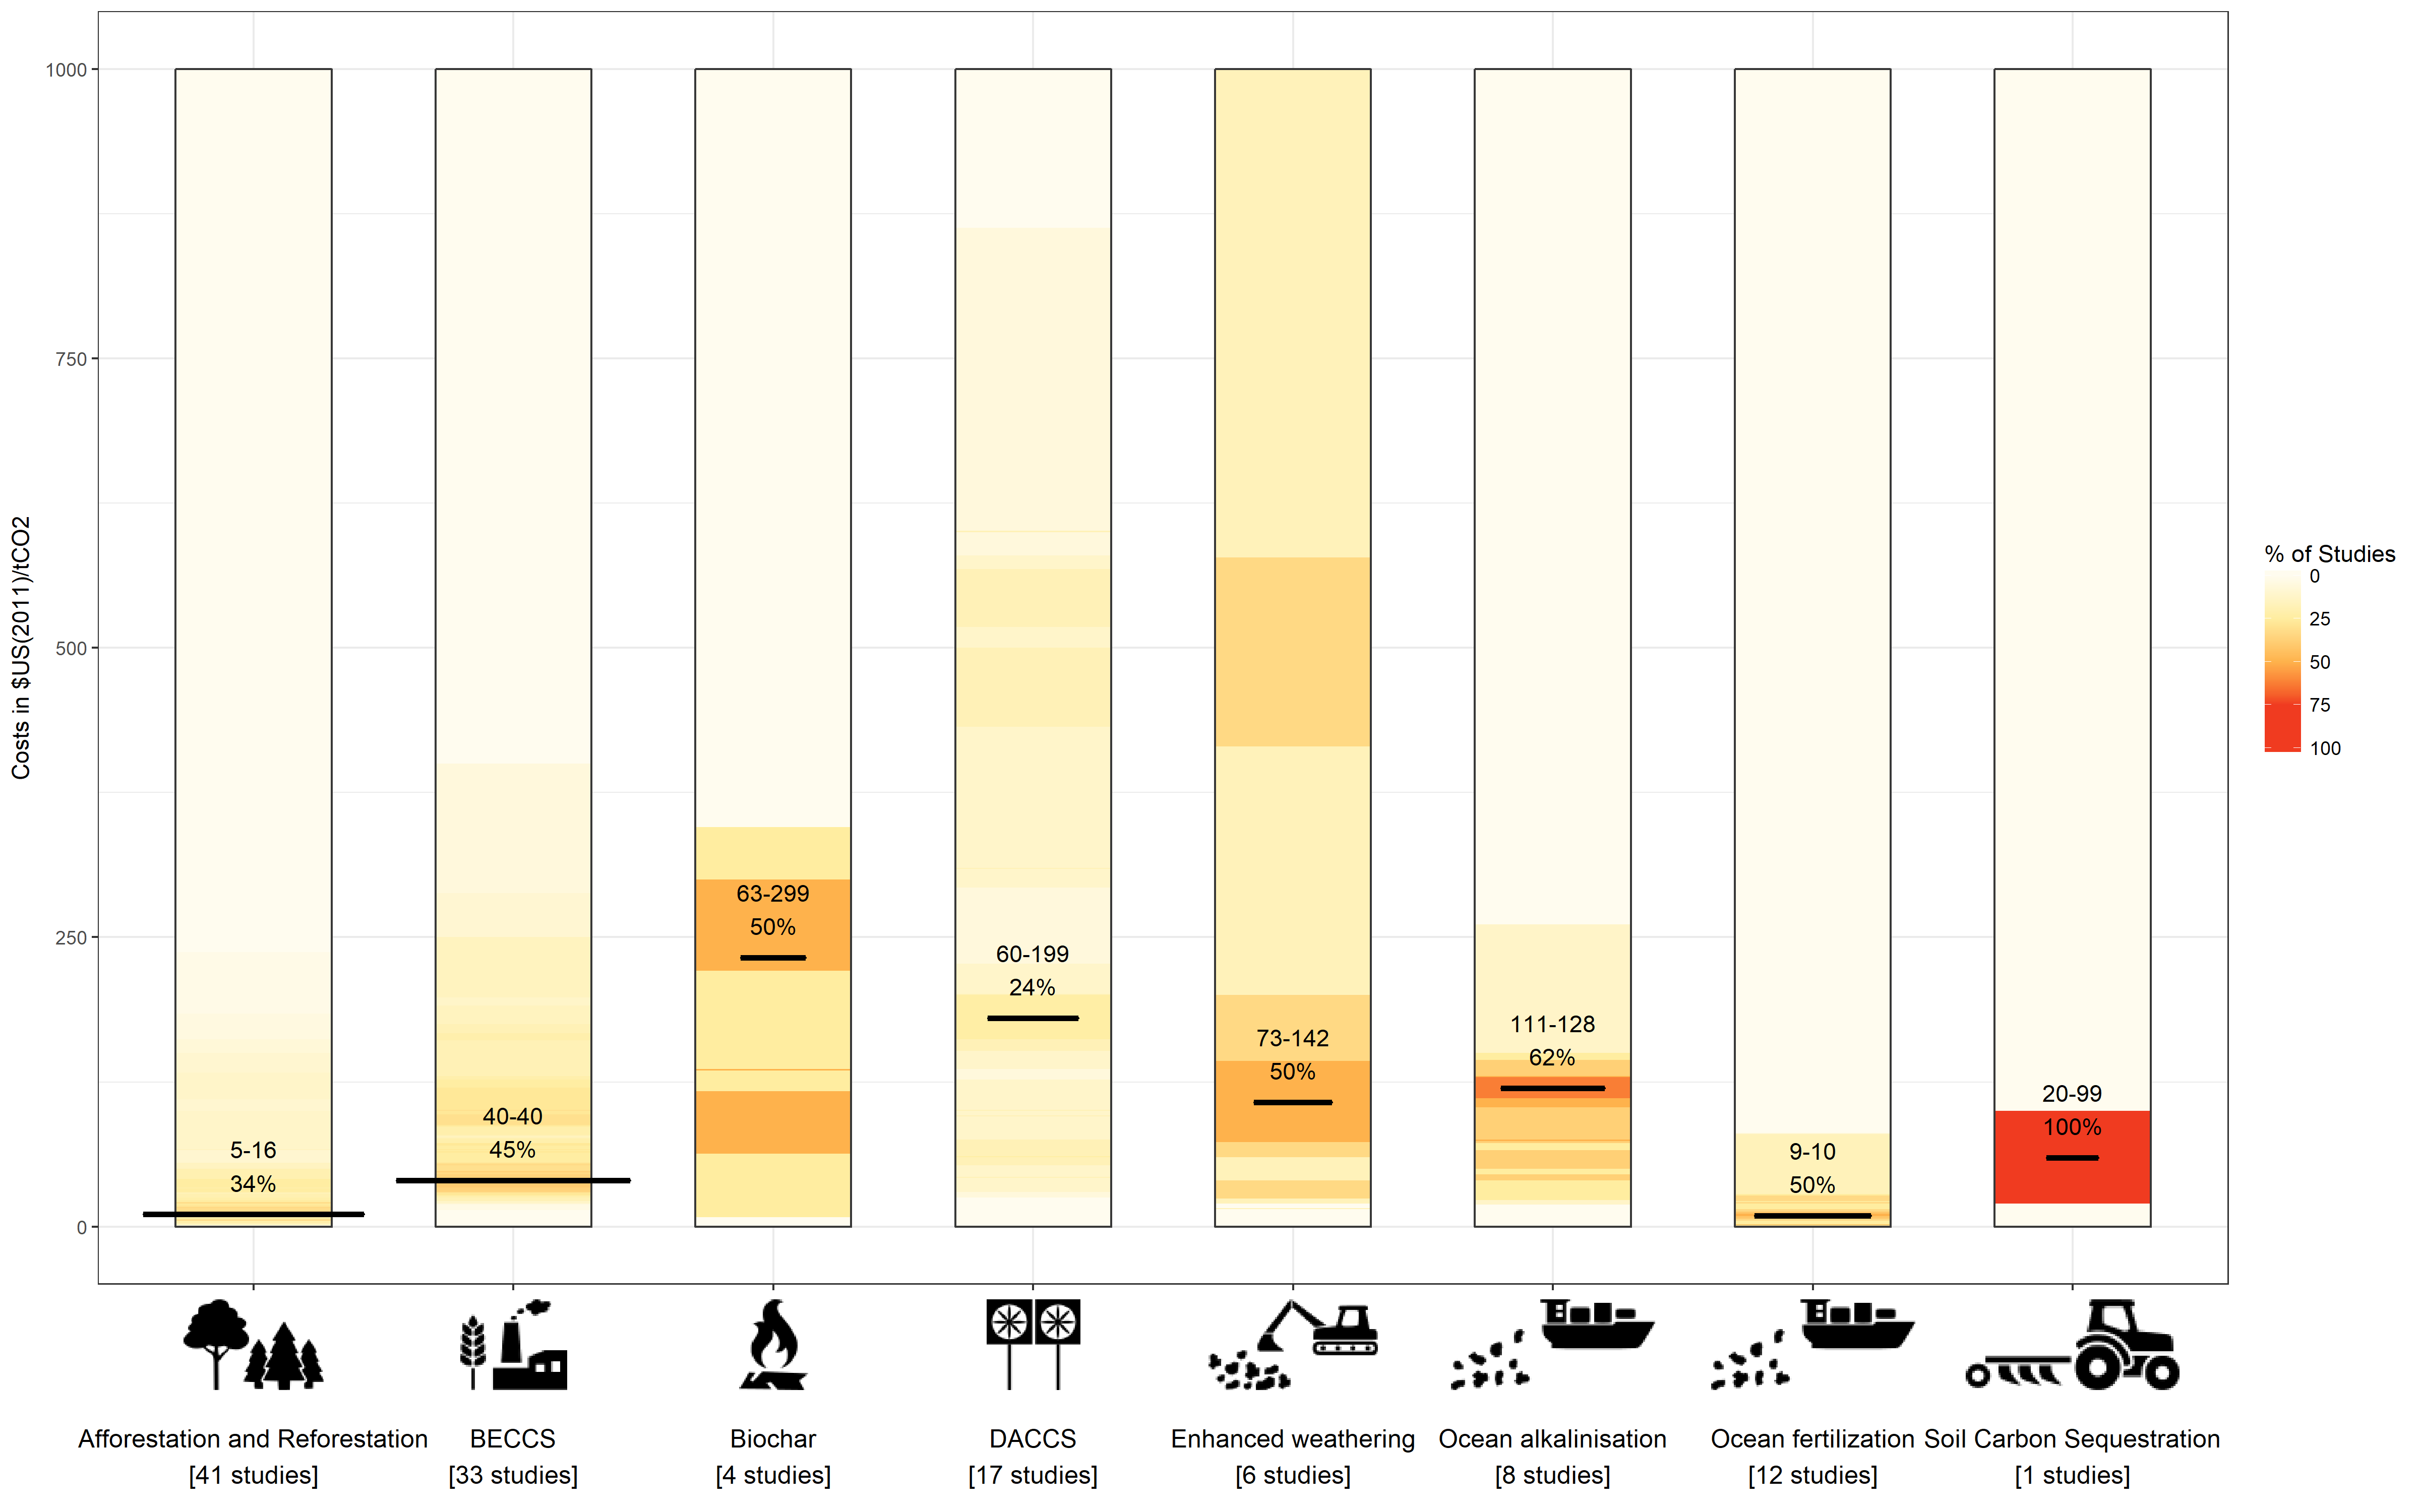 Costs in $US(2011)/tCO2
1000
750
500
250
0
5-16
34%
40-40
45%
63-299
50%
60-199
24%
73-142
50%
111-128
62%
9-10
50%
20-99
100%
Afforestation and Reforestation
[41 studies]
BECCS
[33 studies]
Biochar
[4 studies]
DACCS
[17 studies]
Enhanced weathering
[6 studies]
Ocean alkalinisation
[8 studies]
Ocean fertilization
[12 studies]
Soil Carbon Sequestration
[1 studies]
% of Studies
0
25
50
75
100